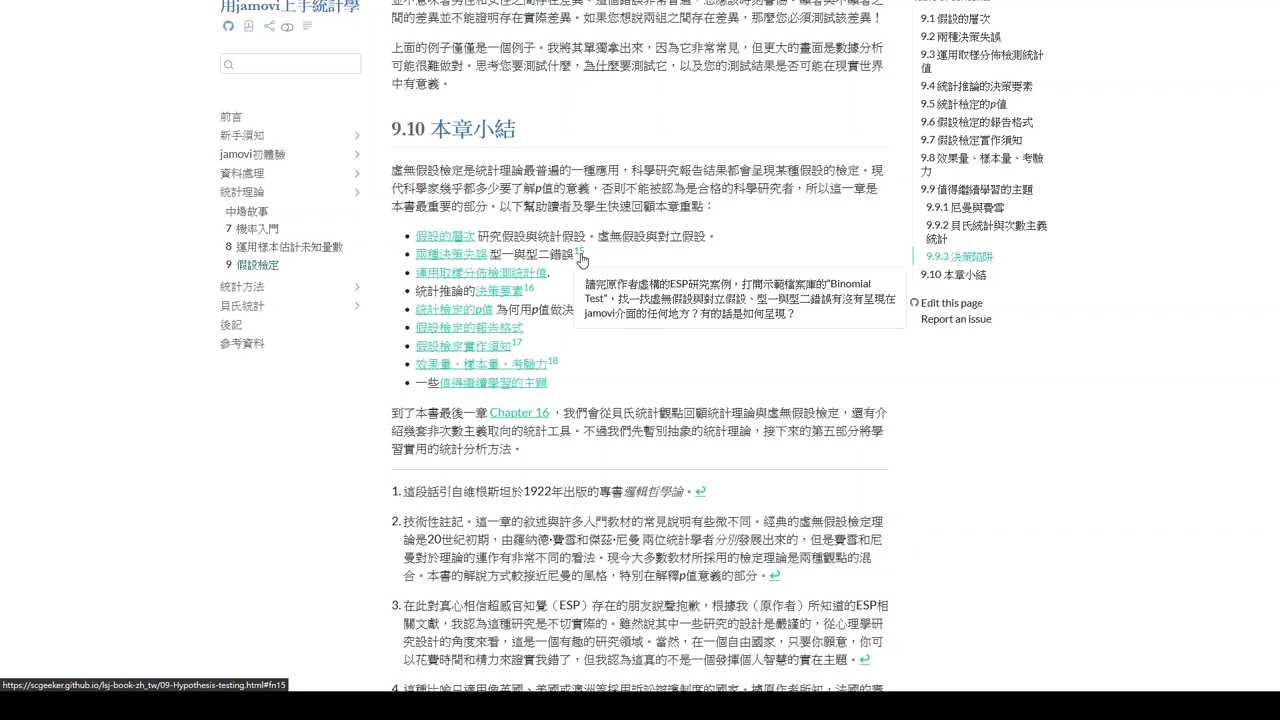 用jamovi上手統計學
前言
新手須知
jamovi初體驗
資料處理
統計理論
中場故事
7 機率入門
8 運用樣本估計未知量數
9 假設檢定
統計方法
貝氏統計
後記
參考資料
間的差異並不能證明存在實際差異。如果您想說兩組之間存在差異，那麼您必須測試該差異！
上面的例子僅僅是一個例子。我將其單獨拿出來，因為它非常常見，但更大的畫面是數據分析
可能很難做對。思考您要測試什麼，為什麼要測試它，以及您的測試結果是否可能在現實世界
中有意義。
9.10 本章小結
虛無假設檢定是統計理論最普遍的一種應用，科學研究報告結果都會呈現某種假設的檢定。現
代科學家幾乎都多少要了解p值的意義，否則不能被認為是合格的科學研究者，所以這一章是
本書最重要的部分。以下幫助讀者及學生快速回顧本章重點：
假設的層次 研究假設與統計假設。虛無假設與對立假設。
兩種決策失誤 型一與型二錯誤15
運用取樣分佈檢測統計值.
統計推論的決策要素16
統計檢定的p值 為何用p值做決
假設檢定的報告格式
假設檢定實作須知17
效果量、樣本量、考驗力18
一些值得繼續學習的主題
請完原作者虛構的ESP研究案例，打開示範檔案庫的"Binomial
Test"，找一找虛無假設與對立假設、型一與型二錯誤有沒有呈現在
jamovi介面的任何地方？有的話是如何呈現？
到了本書最後一章 Chapter 16 ，我們會從貝氏統計觀點回顧統計理論與虛無假設檢定，還有介
紹幾套非次數主義取向的統計工具。不過我們先暫別抽象的統計理論，接下來的第五部分將學
習實用的統計分析方法。
1. 這段話引自維根斯坦於1922年出版的專書邏輯哲學論。↩
2. 技術性註記。這一章的敘述與許多入門教材的常見說明有些微不同。經典的虛無假設檢定理
論是20世紀初期，由羅納德·費雪和傑茲·尼曼 兩位統計學者分別發展出來的，但是費雪和尼
曼對於理論的運作有非常不同的看法。現今大多數教材所採用的檢定理論是兩種觀點的混
合。本書的解說方式較接近尼曼的風格，特別在解釋p值意義的部分。↩
3. 在此對真心相信超感官知覺（ESP）存在的朋友說聲抱歉，根據我（原作者）所知道的ESP相
關文獻，我認為這種研究是不切實際的。雖然說其中一些研究的設計是嚴謹的，從心理學研
究設計的角度來看，這是一個有趣的研究領域。當然，在一個自由國家，只要你願意，你可
以花費時間和精力來證實我錯了，但我認為這真的不是一個發揮個人智慧的實在主題。↩
9.1 假設的層次
9.2 兩種決策失誤
9.3 運用取樣分佈檢測統計
值
9.4 統計推論的決策要素
9.5 統計檢定的p值
9.6 假設檢定的報告格式
9.7 假設檢定實作須知
9.8 效果量、樣本量、考驗
力
9.9 值得繼續學習的主題
9.9.1 尼曼與費雪
9.9.2 貝氏統計與次數主義
統計
9.9.3 決策陷阱
9.10 本章小結
Edit this page
Report an issue
https://scgeeker.github.io/lsj-book-zh_tw/09-Hypothesis-testing.html#fn15